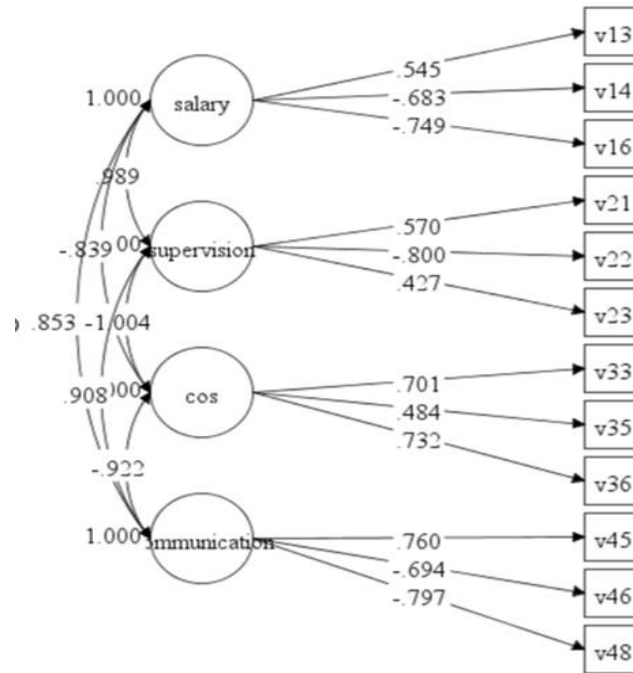 v13
.545
1.000
salary
-.683
v14
-.749
v16
.989
v21
.570
supervision
-.800
v22
-.839
.427
v23
.853
-1.004
v33
.701
cos
.484
v35
.908
.732
v36
-.922
v45
1.000
mmunication
.760
-.694
v46
-.797
v48